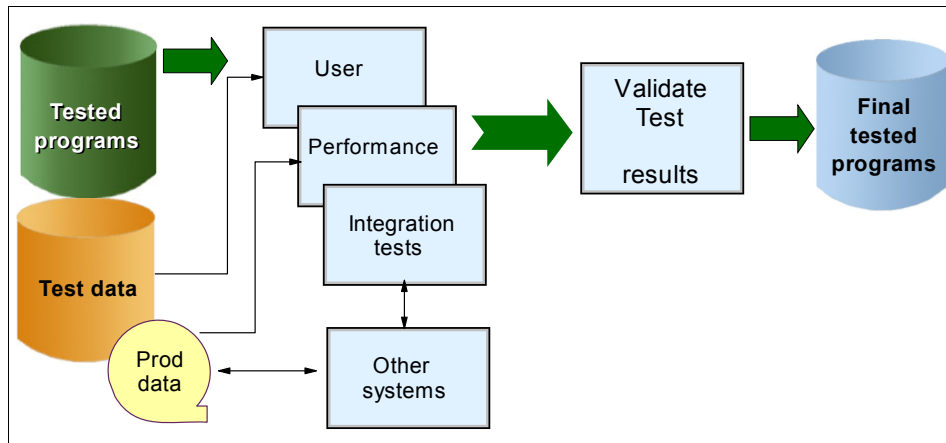 Tested
programs
User
Performance
Integration
tests
Validate
Test
results
Final
tested
programs
Test data
Prod
data
Other
systems